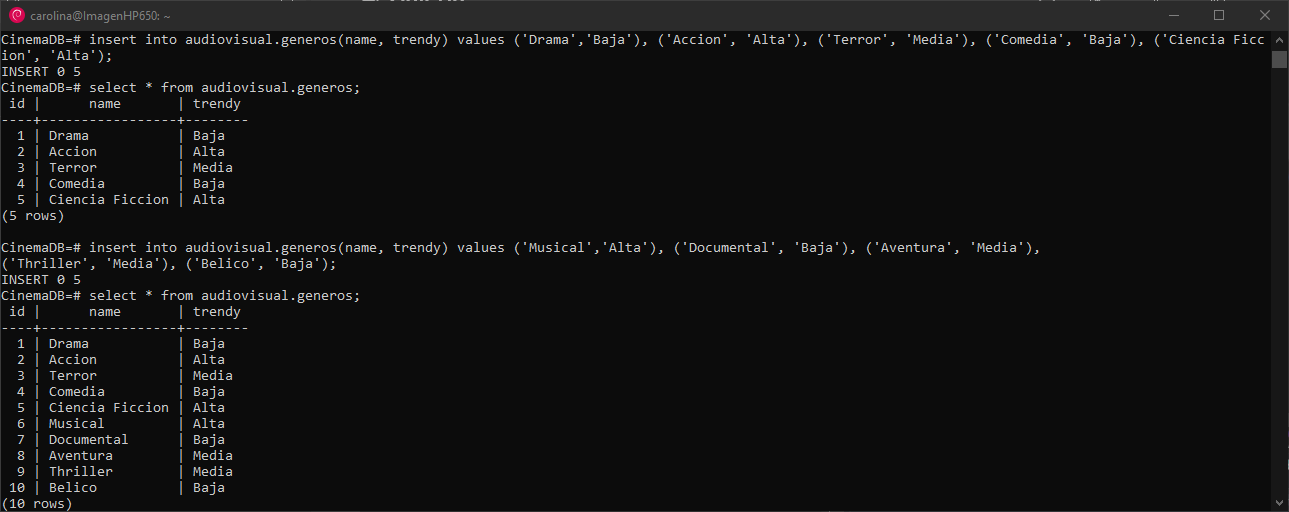 carolina@ImagenHP650: ~
CinemaDB=# insert into audiovisual.generos(name, trendy) values ('Drama','Baja'), ('Accion', 'Alta'), ('Terror', 'Media'), ('Comedia', 'Baja'), ('Ciencia Ficc
ion', 'Alta');
INSERT 0 5
CinemaDB=# select * from audiovisual.generos;
 id |      name       | trendy
----+-----------------+--------
  1 | Drama           | Baja
  2 | Accion          | Alta
  3 | Terror          | Media
  4 | Comedia         | Baja
  5 | Ciencia Ficcion | Alta
(5 rows)

CinemaDB=# insert into audiovisual.generos(name, trendy) values ('Musical','Alta'), ('Documental', 'Baja'), ('Aventura', 'Media'),
('Thriller', 'Media'), ('Belico', 'Baja');
INSERT 0 5
CinemaDB=# select * from audiovisual.generos;
 id |      name       | trendy
----+-----------------+--------
  1 | Drama           | Baja
  2 | Accion          | Alta
  3 | Terror          | Media
  4 | Comedia         | Baja
  5 | Ciencia Ficcion | Alta
  6 | Musical         | Alta
  7 | Documental      | Baja
  8 | Aventura        | Media
  9 | Thriller        | Media
 10 | Belico          | Baja
(10 rows)